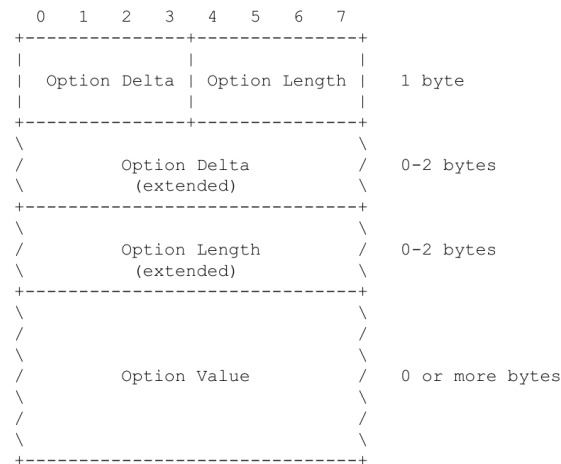 0 1 2 3 4 5 6 7
Option Delta Option Length 1 byte
Option Delta 0-2 bytes
(extended)
Option Length 0-2 bytes
(extended)
Option Value 0 or more bytes